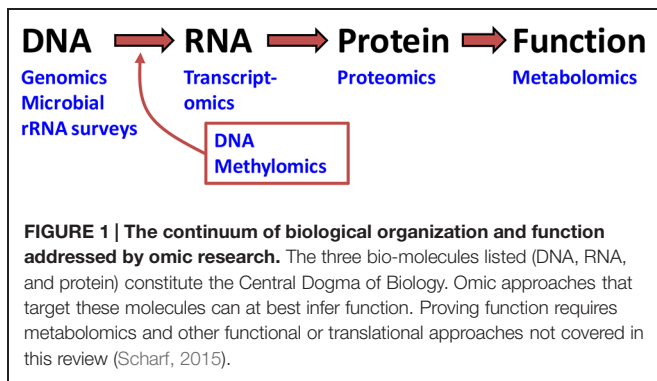 DNA RNA Protein Function
Genomics Transcript- Proteomics Metabolomics
Microbial omics
rRNA surveys
DNA
Methylomics
FIGURE 1 | The continuum of biological organization and function
addressed by omic research. The three bio-molecules listed (DNA, RNA,
and protein) constitute the Central Dogma of Biology. Omic approaches that
target these molecules can at best infer function. Proving function requires
metabolomics and other functional or translational approaches not covered in
this review (Scharf, 2015).